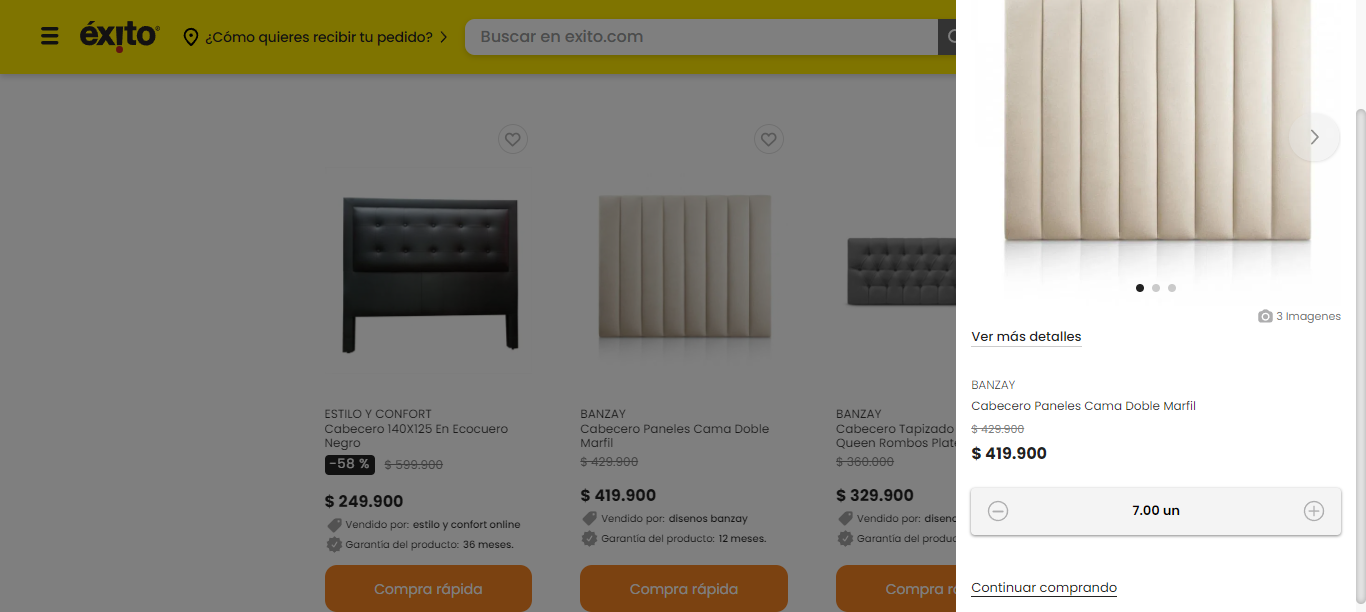 éxito
¿Cómo quieres recibir tu pedido?
Buscar en exito.com
ESTILO Y CONFORT
Cabecero 140X125 En Ecocuero
Negro
-58 % $ 599.900
$ 249.900
Vendido por: estilo y confort online
Garantía del producto: 36 meses.
Compra rápida
BANZAY
Cabecero Paneles Cama Doble
Marfil
$ 429.900
$ 419.900
Vendido por: disenos banzay
Garantía del producto: 12 meses.
Compra rápida
BANZAY
Cabecero Tapizado
Queen Rombos Plate
$ 360.000
$ 329.900
Vendido por: disenc
Garantía del produc
Compra ra
3 Imagenes
Ver más detalles
BANZAY
Cabecero Paneles Cama Doble Marfil
$ 429.900
$ 419.900
7.00 un
Continuar comprando